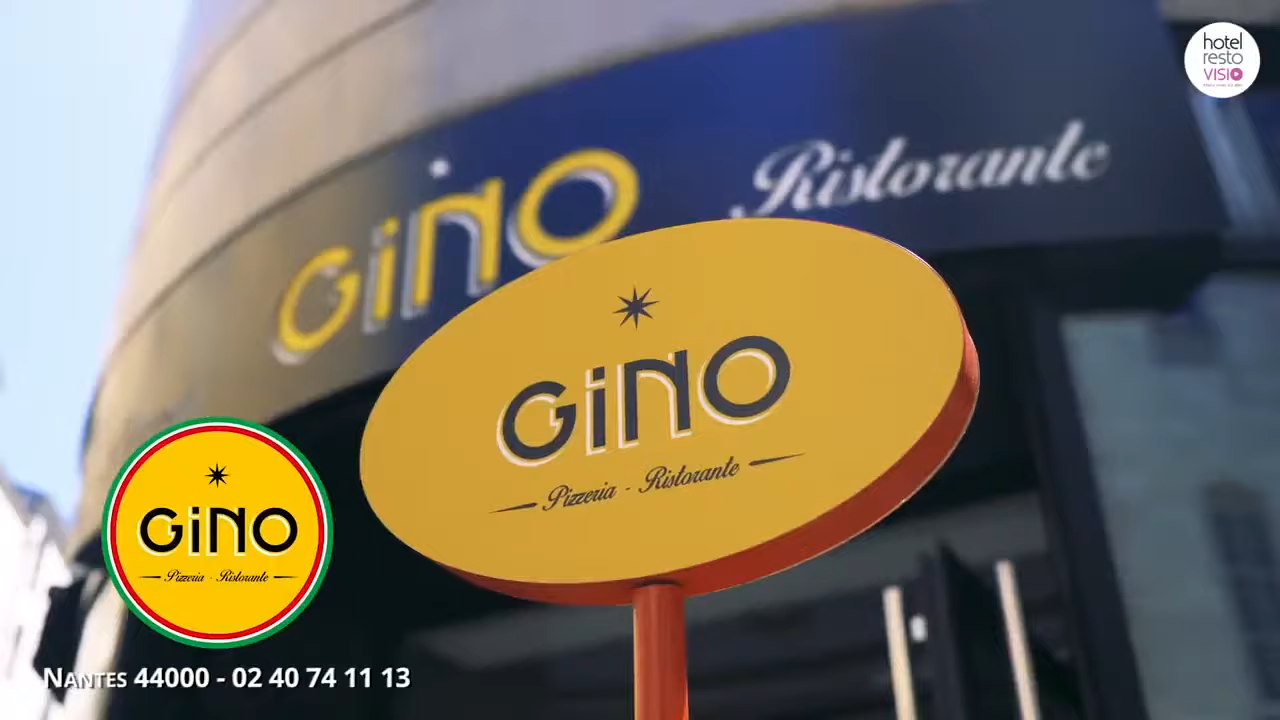 hotel
resto
VISIO
GiNO Ristorante
GiNO
Pizzeria - Ristorante
GiNO
Pizzeria - Ristorante
NANTES 44000 - 02 40 74 11 13